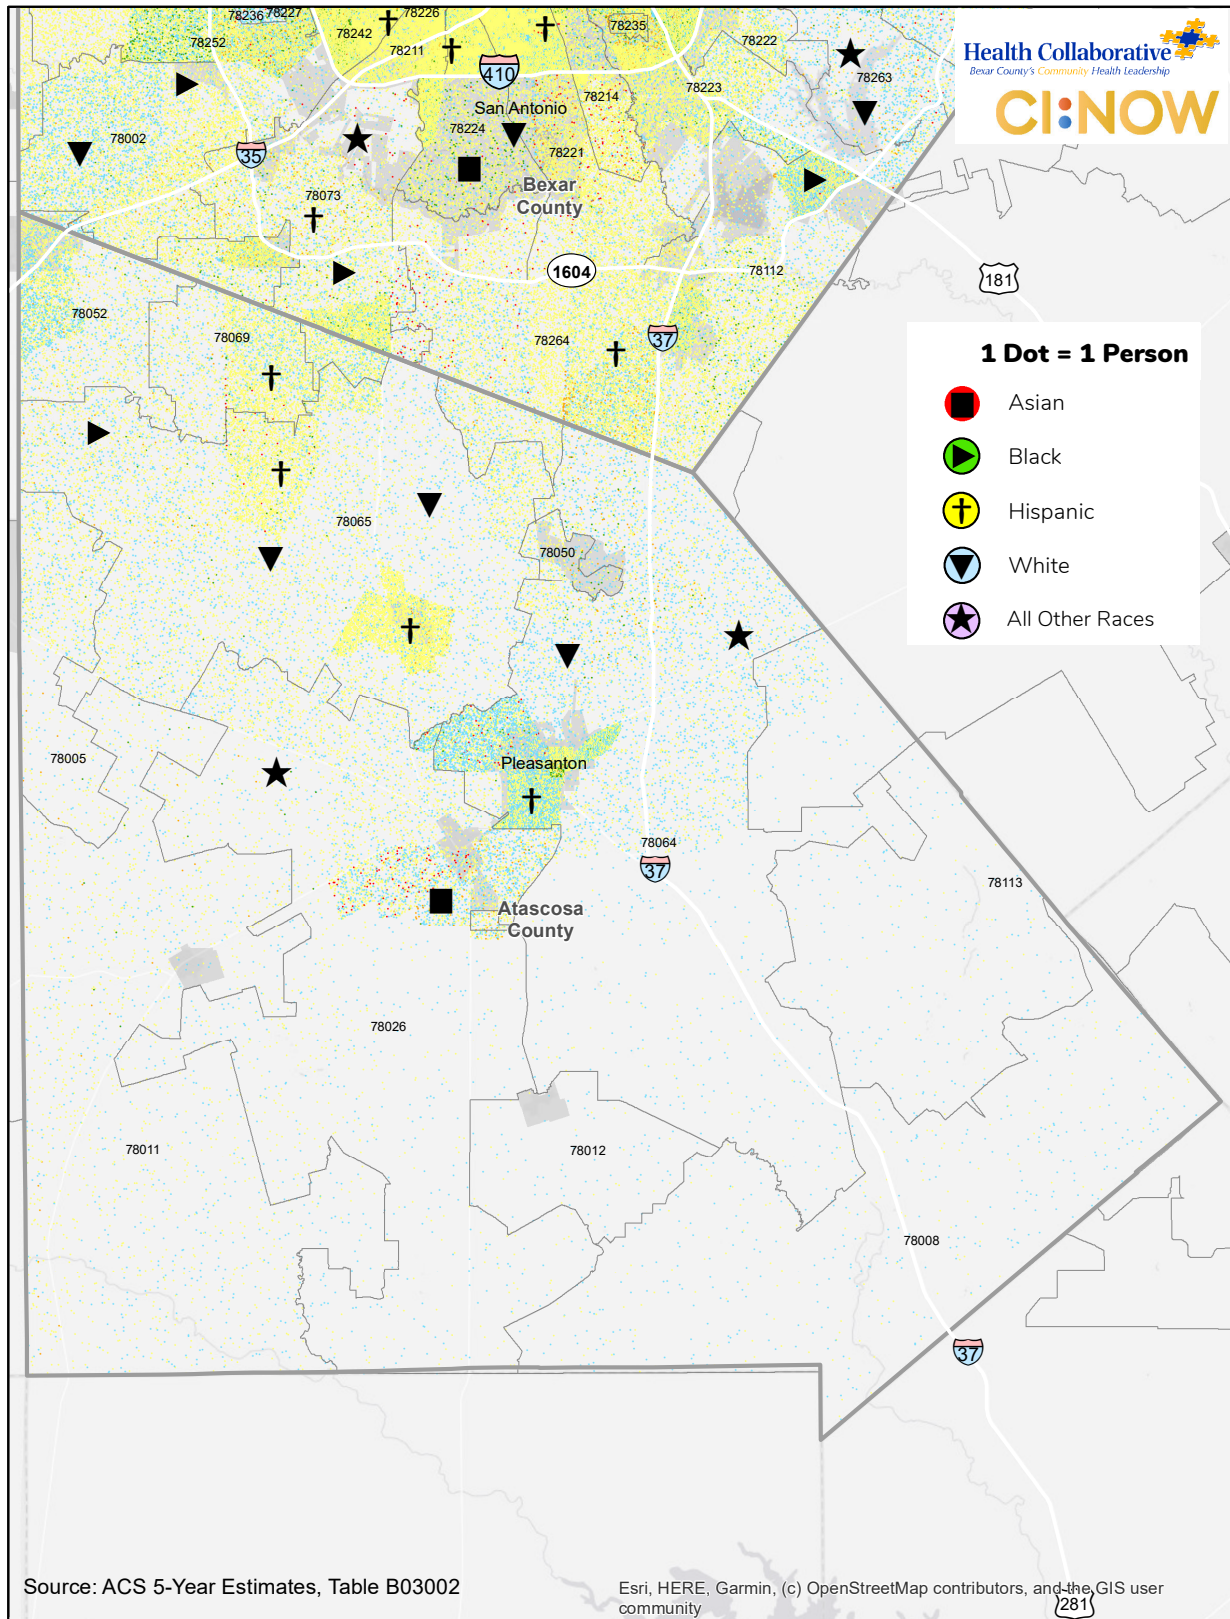 78236
78227
78226
78235
78252
78242
78211
78222
Health Collaborative
Bexar County's Community Health Leadership
CI:NOW
410
78263
San Antonio
78214
78223
78002
78224
35
78221
78073
Bexar
County
1604
78112
181
78052
78069
78264
37
1 Dot = 1 Person
Asian
Black
Hispanic
White
All Other Races
78065
78050
78005
Pleasanton
78064
37
78113
Atascosa
County
78026
78011
78012
78008
37
Source: ACS 5-Year Estimates, Table B03002
Esri, HERE, Garmin, (c) OpenStreetMap contributors, and the GIS user
community
281